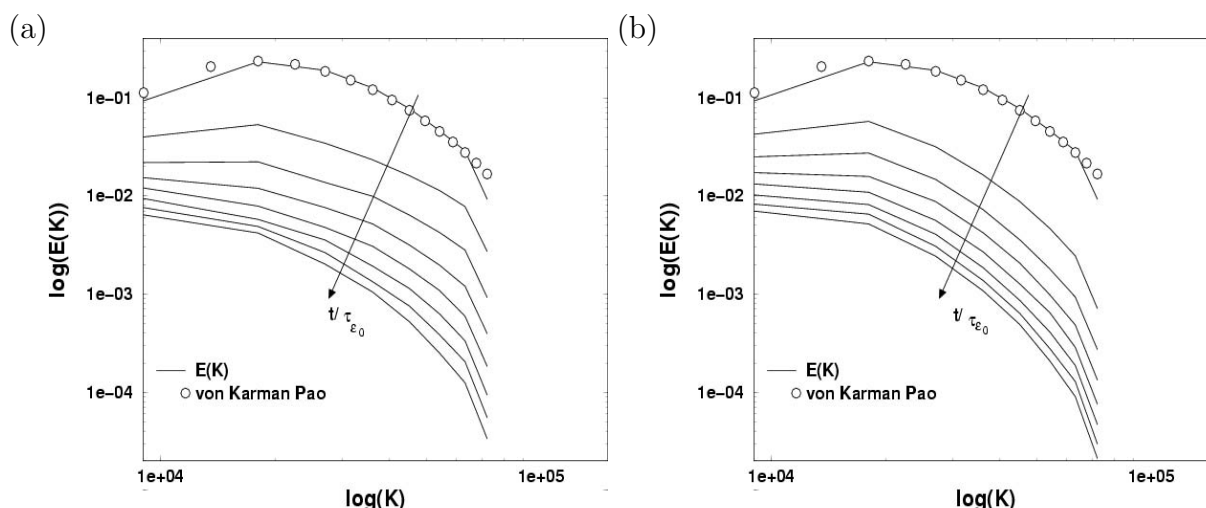 (a)
1e-01
1e-02
1e-03
1e-04
log(E(K))
t/ τε0
E(K)
von Karman Pao
1e+04
1e+05
log(K)
(b)
1e-01
1e-02
1e-03
1e-04
log(E(K))
t/ τε0
E(K)
von Karman Pao
1e+04
1e+05
log(K)